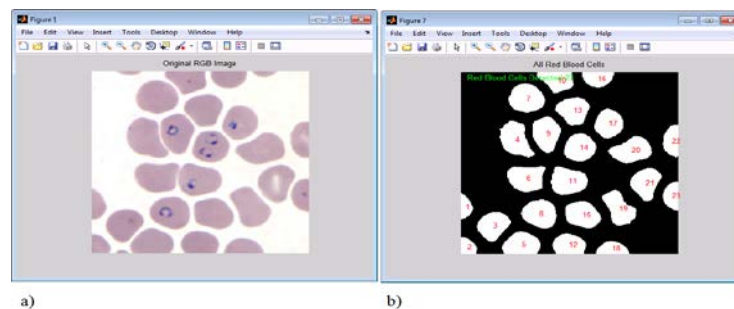 Figure 1
File Edit View Insert Tools Desktop Window Help
Original RGB Image
a)
Figure 7
File Edit View Insert Tools Desktop Window Help
All Red Blood Cells
Red Blood Cells
16
7
13
17
4
9
14
20
22
6
11
21
1
8
16
19
3
2
5
12
18
b)